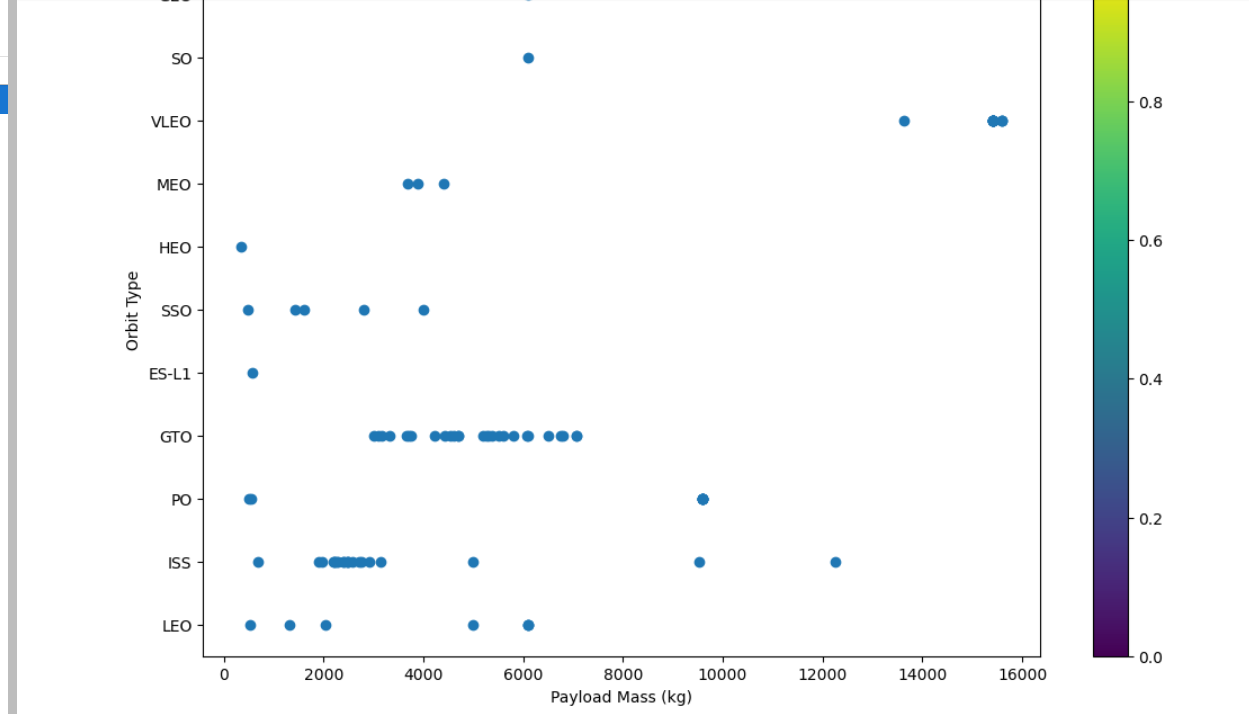 SO
VLEO
MEO
HEO
SSO
ES-L1
GTO
PO
ISS
LEO
Orbit Type
0 2000 4000 6000 8000 10000 12000 14000 16000
Payload Mass (kg)
0.8
0.6
0.4
0.2
0.0